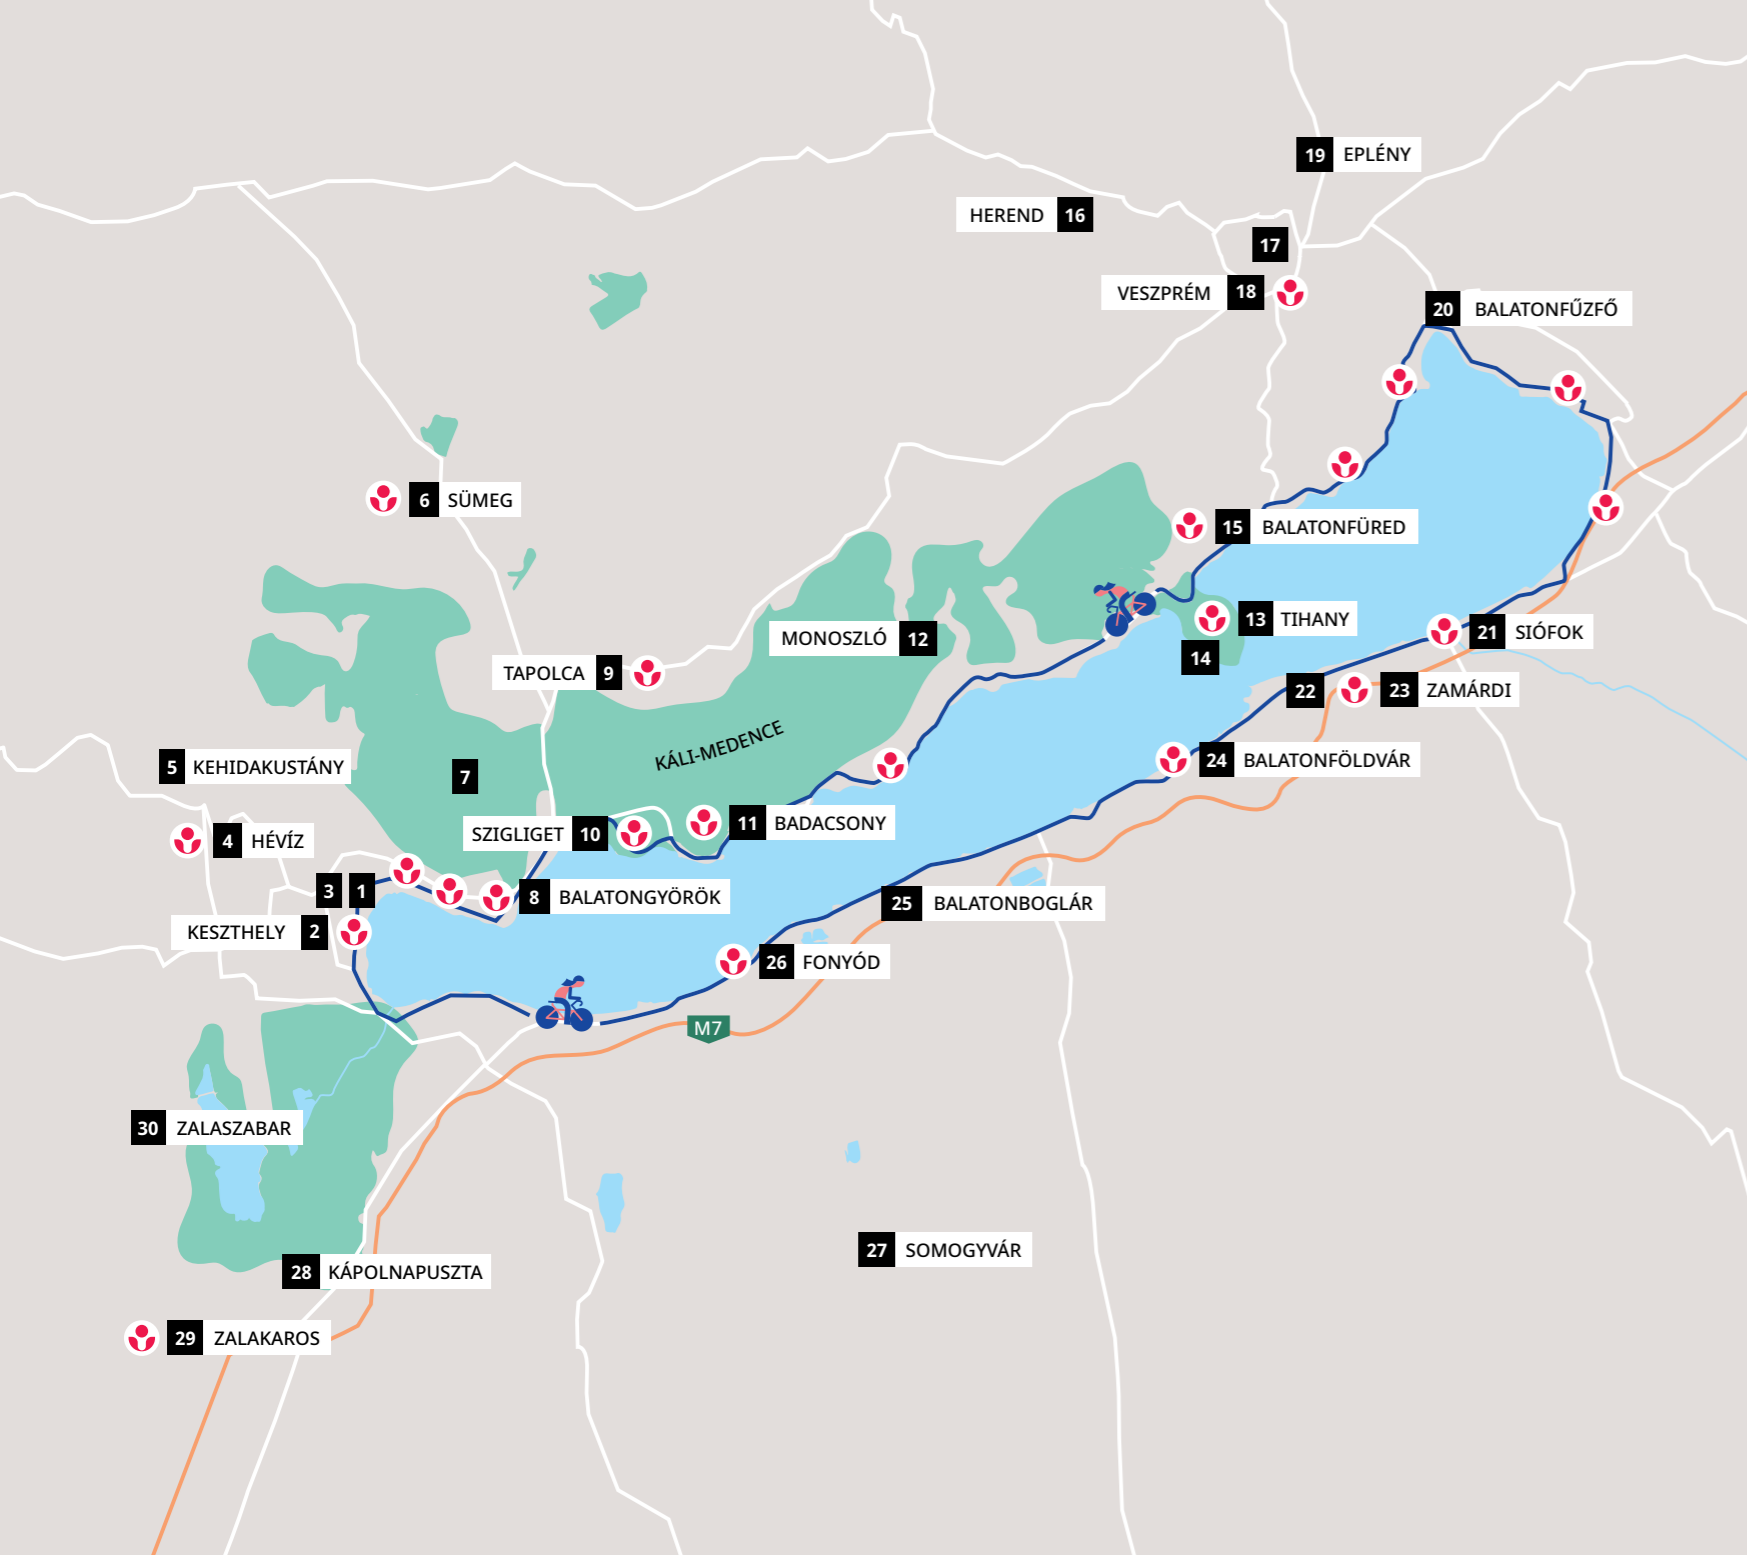 19 EPLÉNY
HEREND 16
17
VESZPRÉM 18
20 BALATONFŰZFŐ
6 SÜMEG
15 BALATONFÜRED
13 TIHANY
MONOSZLÓ 12
14
21 SIÓFOK
TAPOLCA 9
22
23 ZAMÁRDI
KÁLI-MEDENCE
24 BALATONFÖLDVÁR
5 KEHIDAKUSTÁNY
7
11 BADACSONY
SZIGLIGET 10
4 HÉVÍZ
3 1
8 BALATONGYÖRÖK
25 BALATONBOGLÁR
KESZTHELY 2
26 FONYÓD
M7
30 ZALASZABAR
27 SOMOGYVÁR
28 KÁPOLNAPUSZTA
29 ZALAKAROS